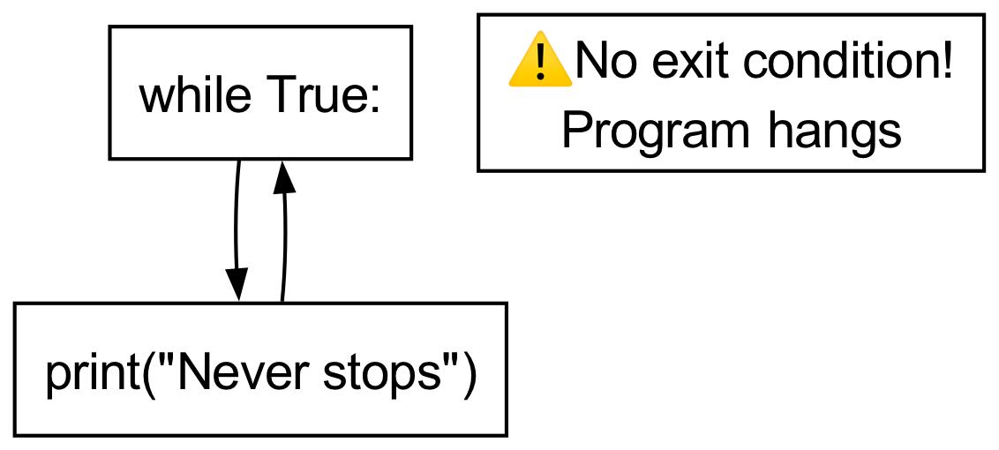 while True:
⚠️No exit condition!
Program hangs
print("Never stops")